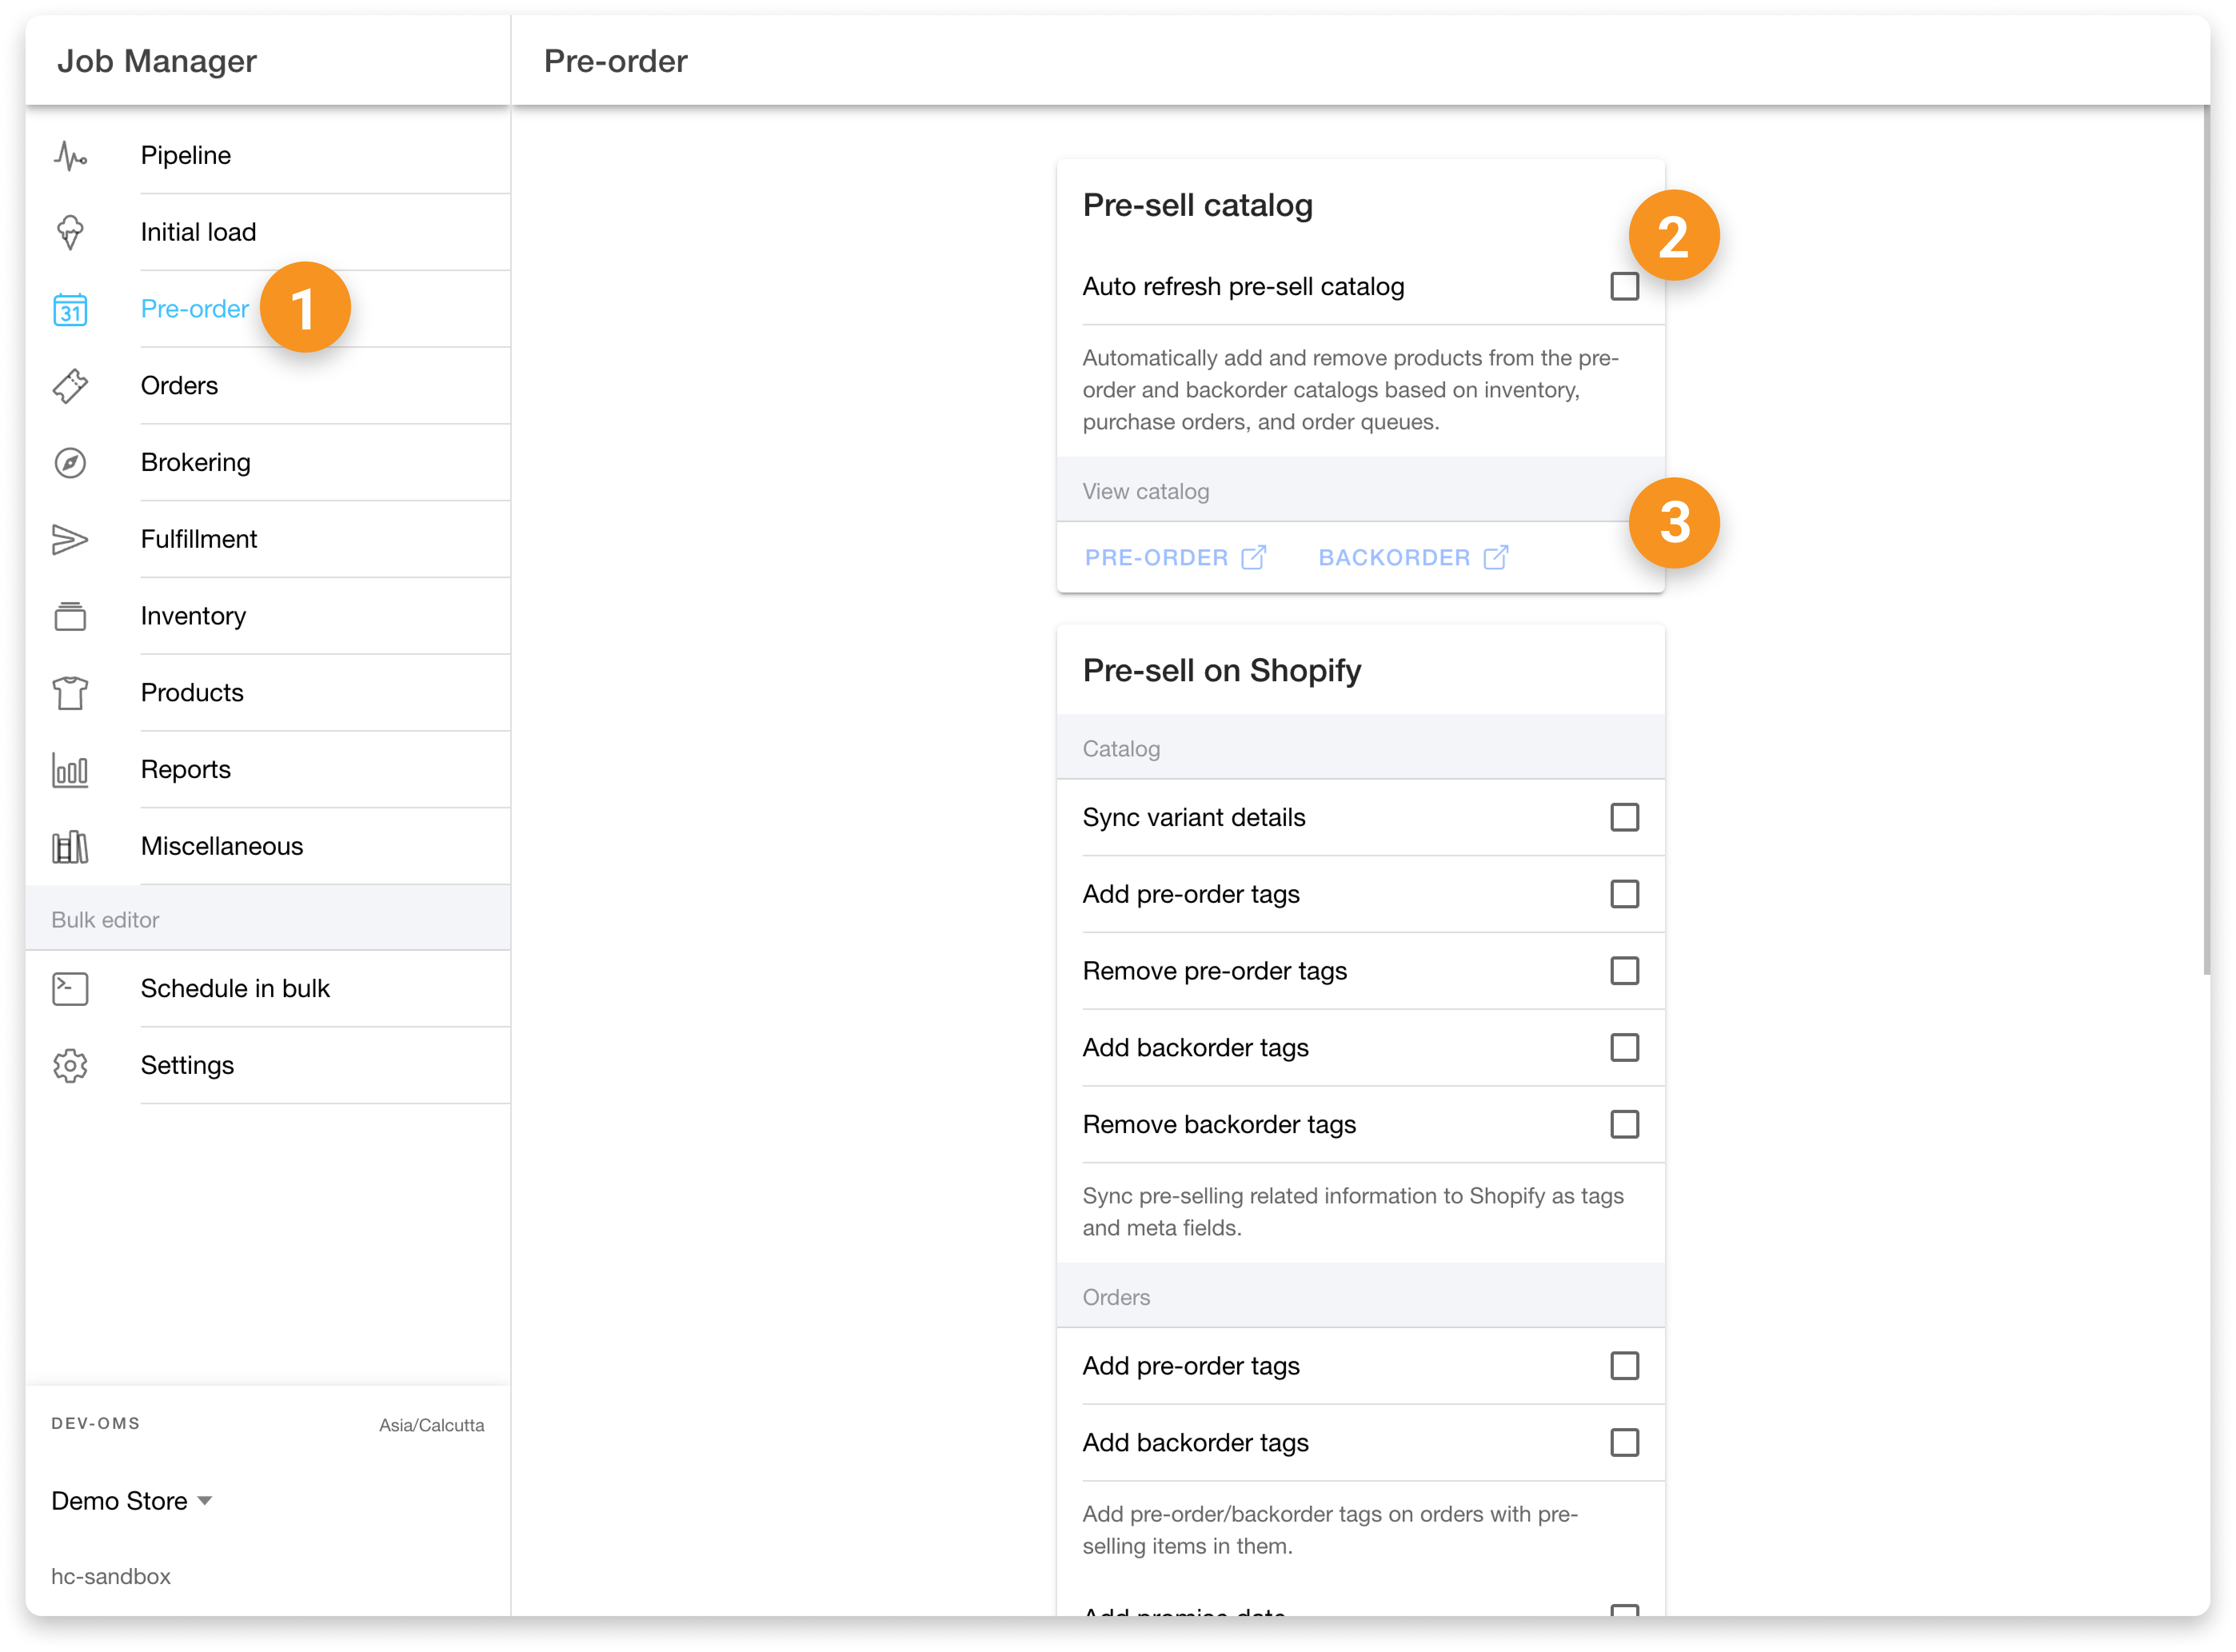 Job Manager
Pre-order
Pipeline
Initial load
31
Pre-order
1
Orders
Brokering
Fulfillment
Inventory
Products
Reports
Miscellaneous
Bulk editor
Schedule in bulk
Settings
DEV-OMS
Asia/Calcutta
Demo Store
hc-sandbox
Pre-sell catalog
2
Auto refresh pre-sell catalog
Automatically add and remove products from the pre-
order and backorder catalogs based on inventory,
purchase orders, and order queues.
View catalog
3
PRE-ORDER
BACKORDER
Pre-sell on Shopify
Catalog
Sync variant details
Add pre-order tags
Remove pre-order tags
Add backorder tags
Remove backorder tags
Sync pre-selling related information to Shopify as tags
and meta fields.
Orders
Add pre-order tags
Add backorder tags
Add pre-order/backorder tags on orders with pre-
selling items in them.
Add promise date